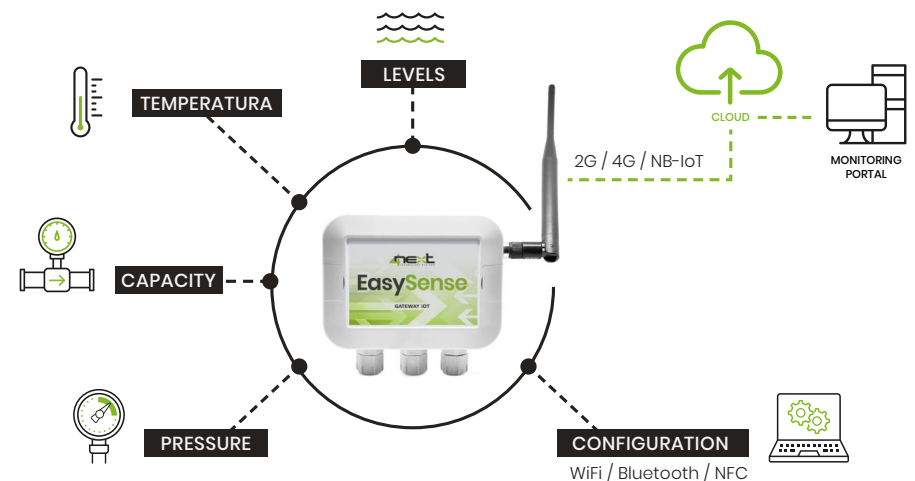 LEVELS
TEMPERATURA
CLOUD
2G / 4G / NB-IoT
MONITORING
PORTAL
next
EasySense
GATEWAY IOT
CAPACITY
PRESSURE
CONFIGURATION
WiFi / Bluetooth / NFC